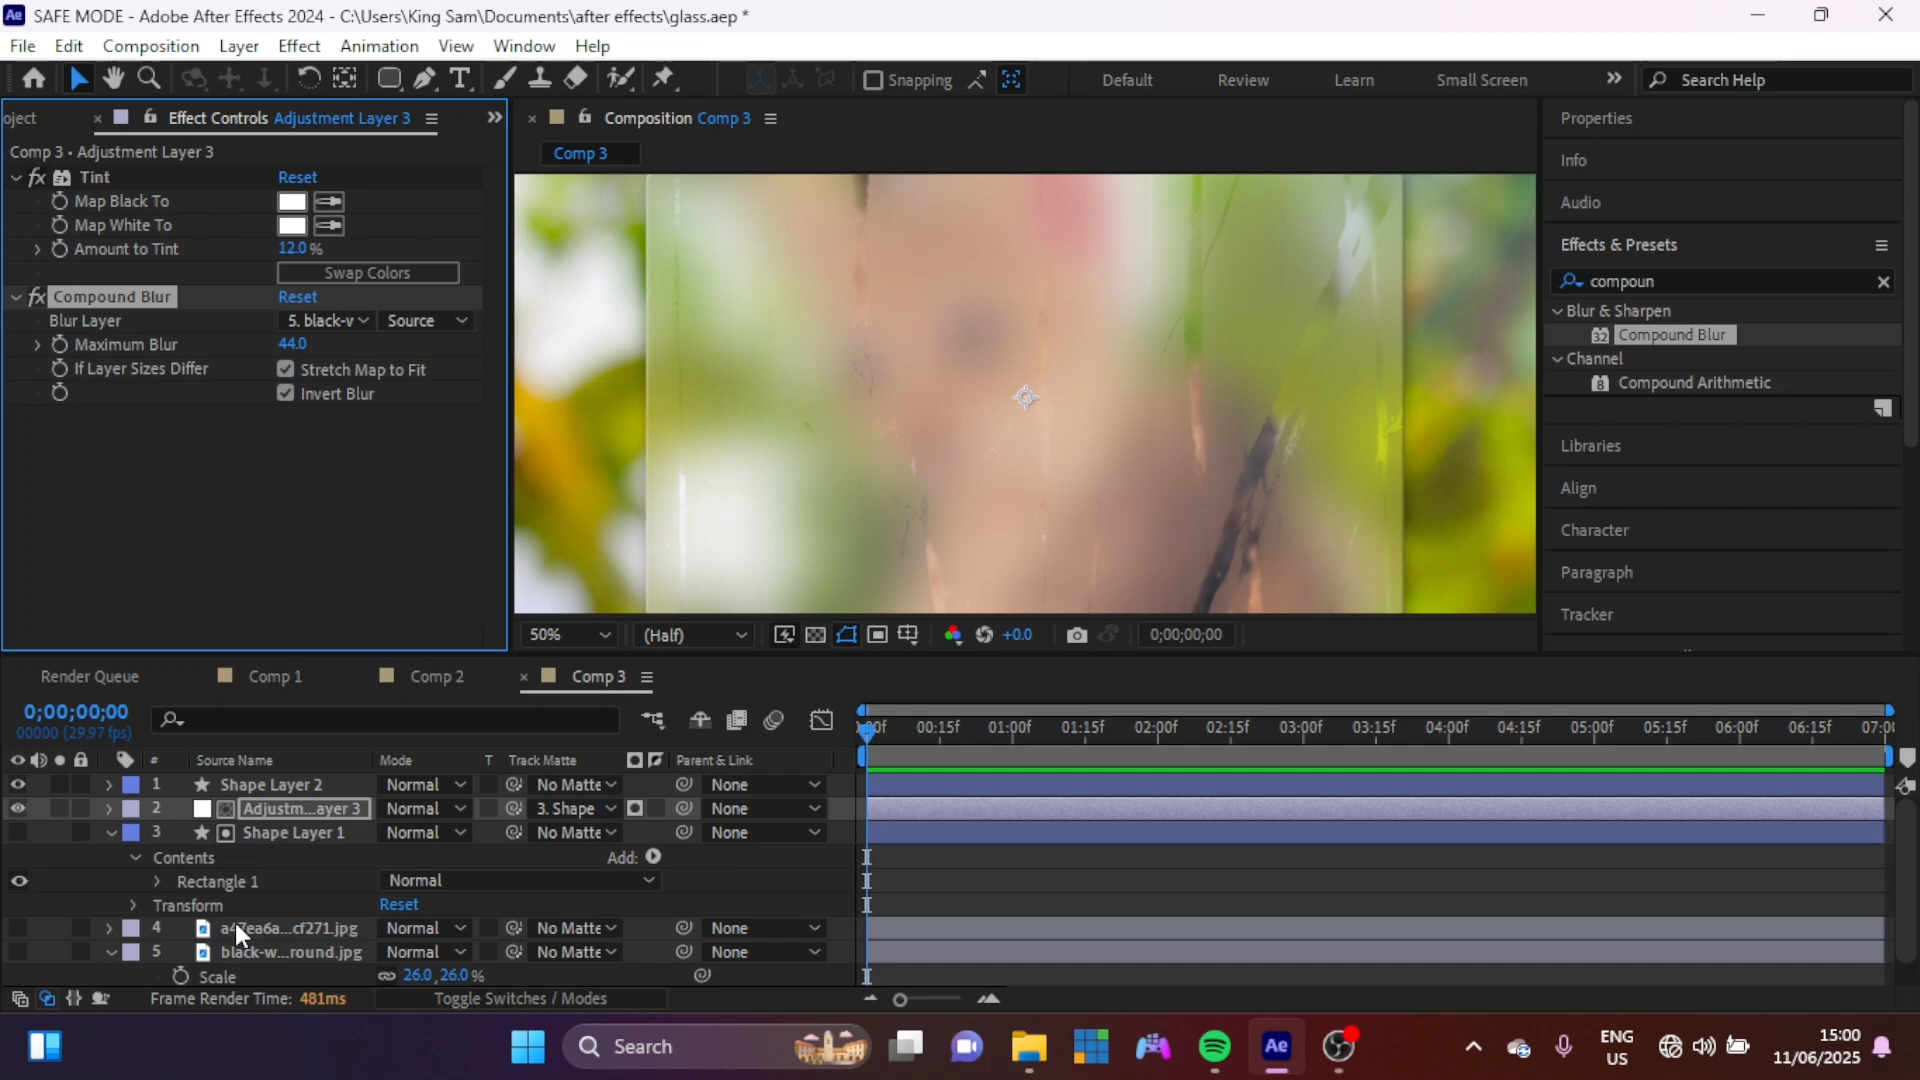 SAFE MODE - Adobe After Effects 2024 - C:\Users\King Sam\Documents\after effects\glass.aep *
File Edit Composition Layer Effect Animation View Window Help
Snapping Default Review Learn Small Screen Search Help
oject Effect Controls Adjustment Layer 3 Composition Comp 3
Comp 3 • Adjustment Layer 3
Comp 3
fx Tint Reset
Map Black To
Map White To
Amount to Tint 12.0 %
Swap Colors
fx Compound Blur Reset
Blur Layer 5. black-v Source
Maximum Blur 44.0
If Layer Sizes Differ Stretch Map to Fit
Invert Blur
Properties
Info
Audio
Effects & Presets
compoun
Blur & Sharpen
32 Compound Blur
Channel
8 Compound Arithmetic
Libraries
Align
Character
Paragraph
Tracker
50% (Half) +0.0 0;00;00;00
Render Queue Comp 1 Comp 2 Comp 3
0;00;00;00
00000 (29.97 fps)
00f 00:15f 01:00f 01:15f 02:00f 02:15f 03:00f 03:15f 04:00f 04:15f 05:00f 05:15f 06:00f 06:15f 07:0
# Source Name Mode T Track Matte Parent & Link
1 Shape Layer 2 Normal No Matte None
2 Adjustm...ayer 3 Normal 3. Shape None
3 Shape Layer 1 Normal No Matte None
Contents Add:
Rectangle 1 Normal
Transform Reset
4 a47ea6a...cf271.jpg Normal No Matte None
5 black-w...round.jpg Normal No Matte None
Scale 26.0, 26.0 %
Frame Render Time: 481ms Toggle Switches / Modes
Search Ae ENG
US 15:00
11/06/2025